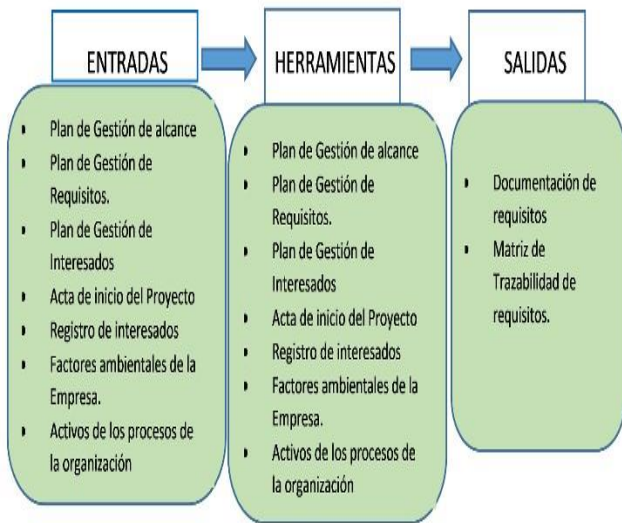 ENTRADAS
HERRAMIENTAS
SALIDAS
• Plan de Gestión de alcance
• Plan de Gestión de
Requisitos.
• Plan de Gestión de
Interesados
• Acta de inicio del Proyecto
• Registro de interesados
• Factores ambientales de la
Empresa.
• Activos de los procesos de
la organización
• Plan de Gestión de alcance
• Plan de Gestión de
Requisitos.
• Plan de Gestión de
Interesados
• Acta de inicio del Proyecto
• Registro de interesados
• Factores ambientales de la
Empresa.
• Activos de los procesos de
la organización
• Documentación de
requisitos
• Matriz de
Trazabilidad de
requisitos.